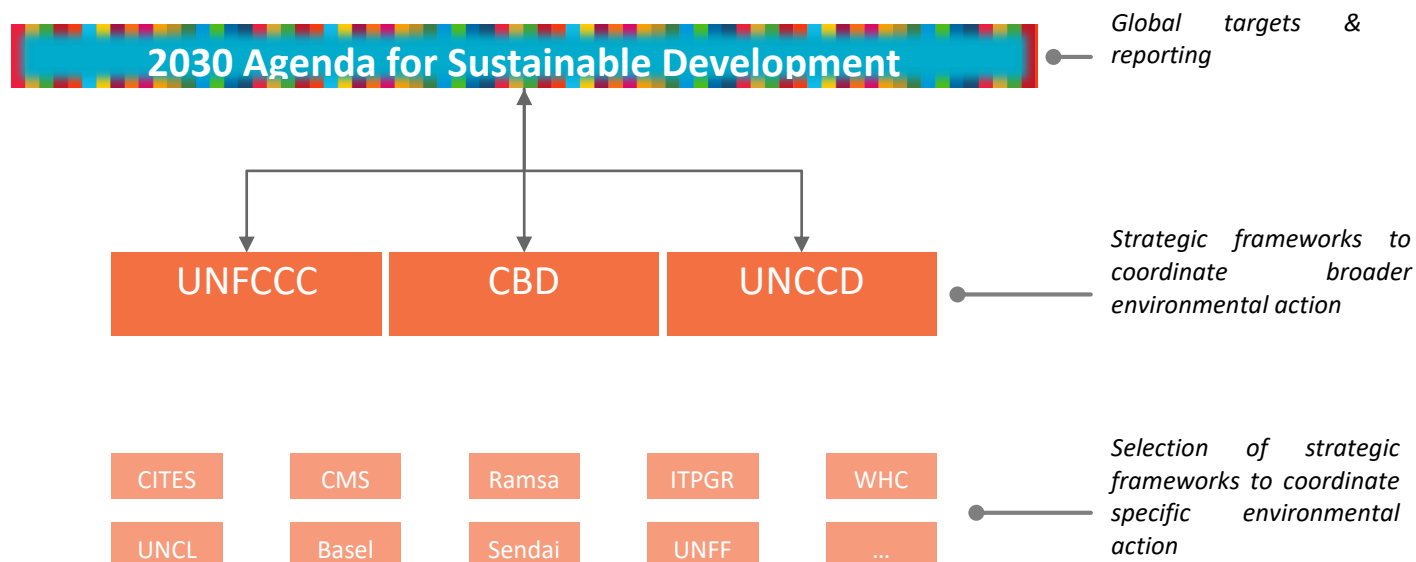 2030 Agenda for Sustainable Development
Global targets &
reporting
UNFCCC CBD UNCCD
Strategic frameworks to
coordinate broader
environmental action
CITES CMS Ramsa ITPGR WHC
UNCL Basel Sendai UNFF ...
Selection of strategic
frameworks to coordinate
specific environmental
action